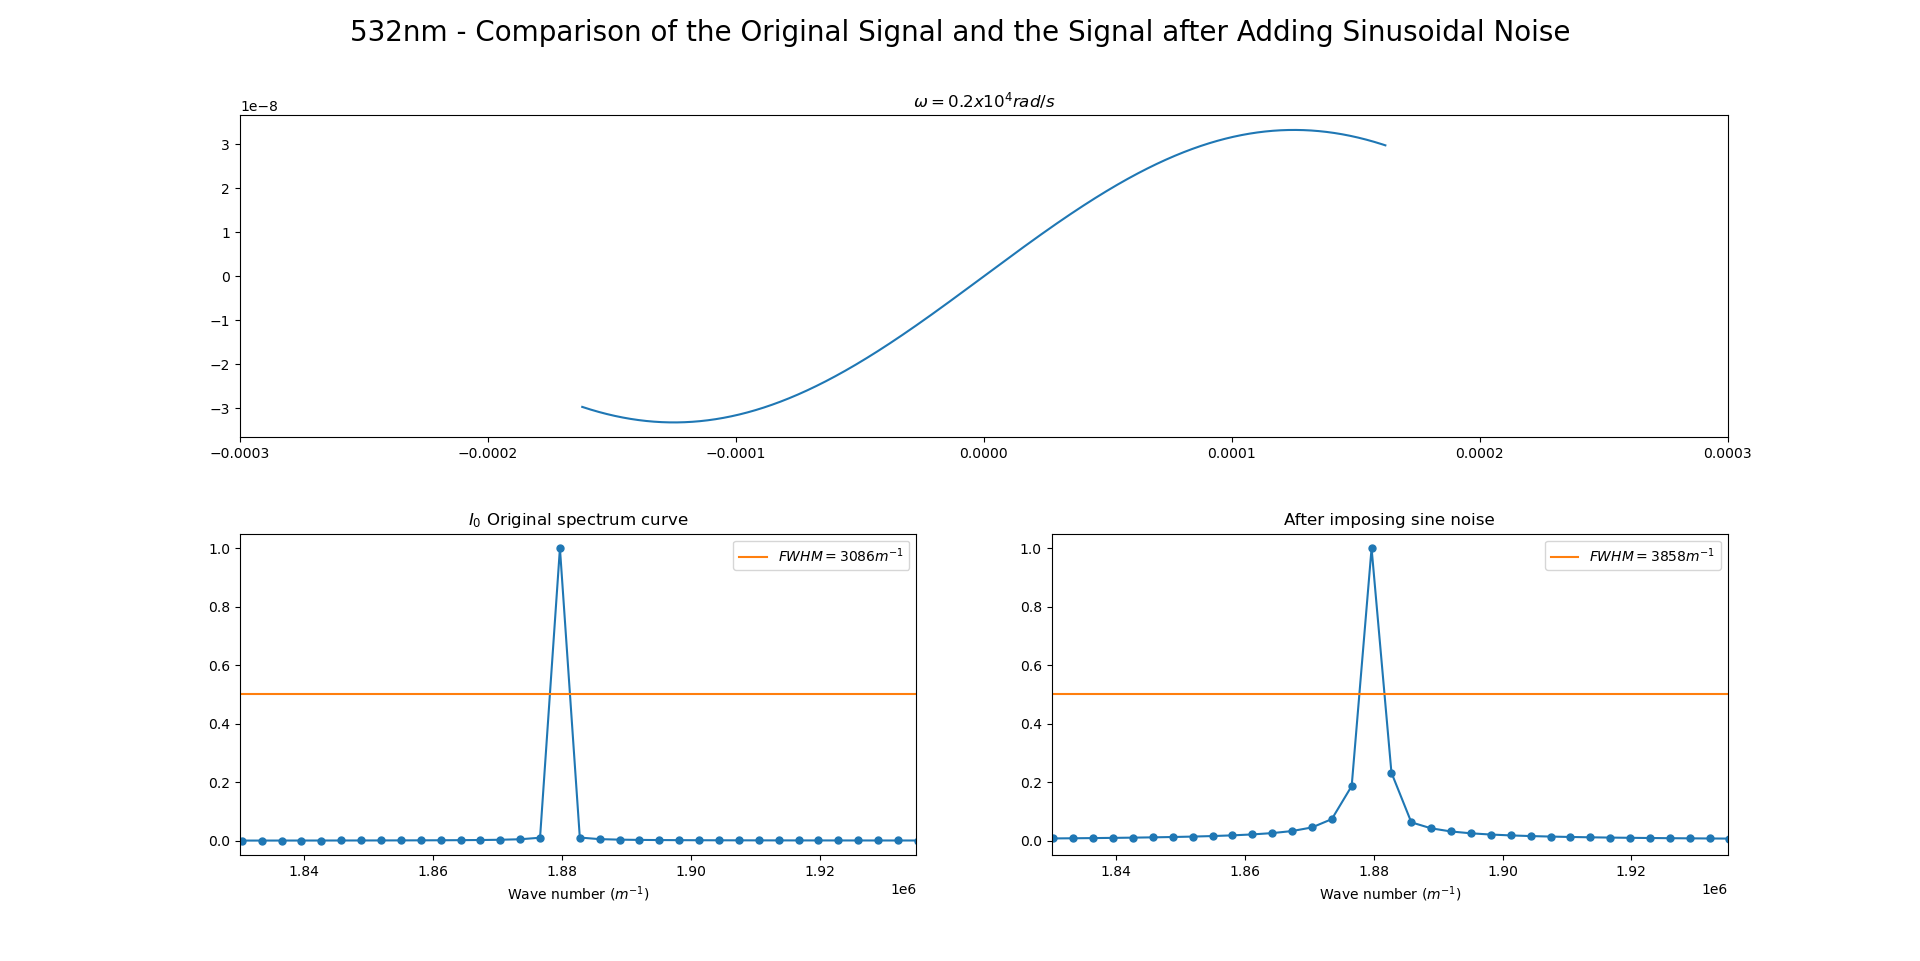 532nm - Comparison of the Original Signal and the Signal after Adding Sinusoidal Noise
ω = 0.2x10⁴rad/s
1e−8
3
2
1
0
−1
−2
−3
−0.0003 −0.0002 −0.0001 0.0000 0.0001 0.0002 0.0003
I₀ Original spectrum curve
FWHM = 3086m⁻¹
1.0
0.8
0.6
0.4
0.2
0.0
1.84 1.86 1.88 1.90 1.92
1e6
Wave number (m⁻¹)
After imposing sine noise
FWHM = 3858m⁻¹
1.0
0.8
0.6
0.4
0.2
0.0
1.84 1.86 1.88 1.90 1.92
1e6
Wave number (m⁻¹)